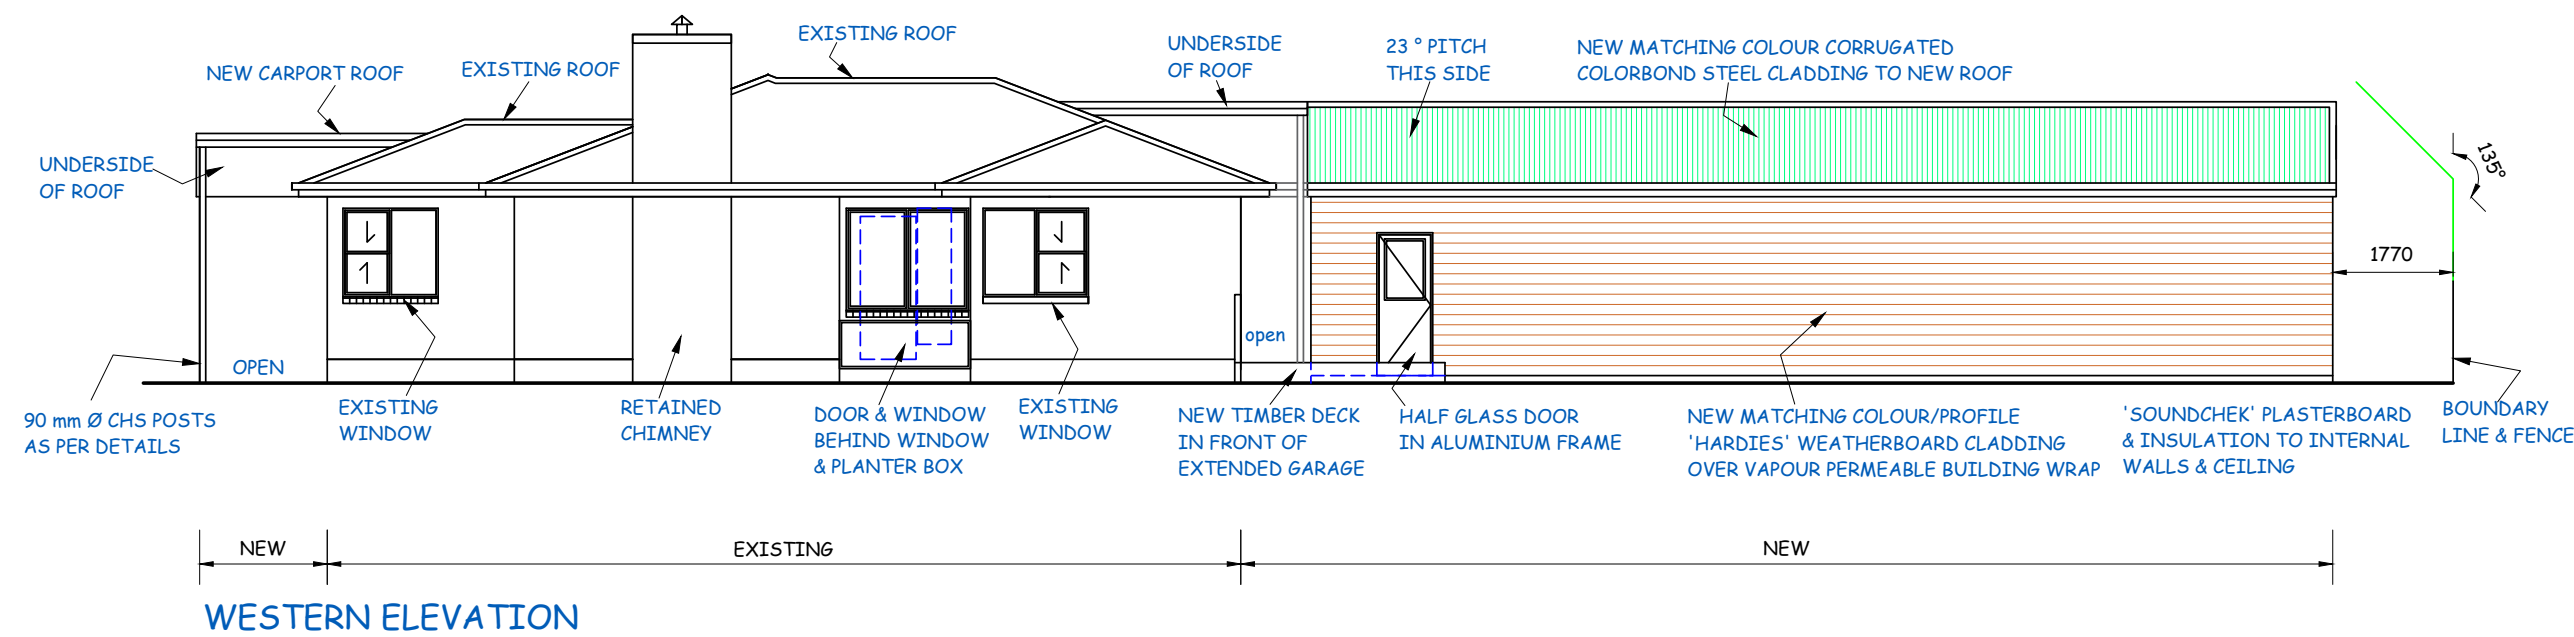 EXISTING ROOF
UNDERSIDE
OF ROOF
23 ° PITCH
THIS SIDE
NEW MATCHING COLOUR CORRUGATED
COLORBOND STEEL CLADDING TO NEW ROOF
NEW CARPORT ROOF
EXISTING ROOF
UNDERSIDE
OF ROOF
135°
1770
open
OPEN
90 mm Ø CHS POSTS
AS PER DETAILS
EXISTING
WINDOW
RETAINED
CHIMNEY
DOOR & WINDOW
BEHIND WINDOW
& PLANTER BOX
EXISTING
WINDOW
NEW TIMBER DECK
IN FRONT OF
EXTENDED GARAGE
HALF GLASS DOOR
IN ALUMINIUM FRAME
NEW MATCHING COLOUR/PROFILE
'HARDIES' WEATHERBOARD CLADDING
OVER VAPOUR PERMEABLE BUILDING WRAP
'SOUNDCHEK' PLASTERBOARD
& INSULATION TO INTERNAL
WALLS & CEILING
BOUNDARY
LINE & FENCE
NEW
EXISTING
NEW
WESTERN ELEVATION